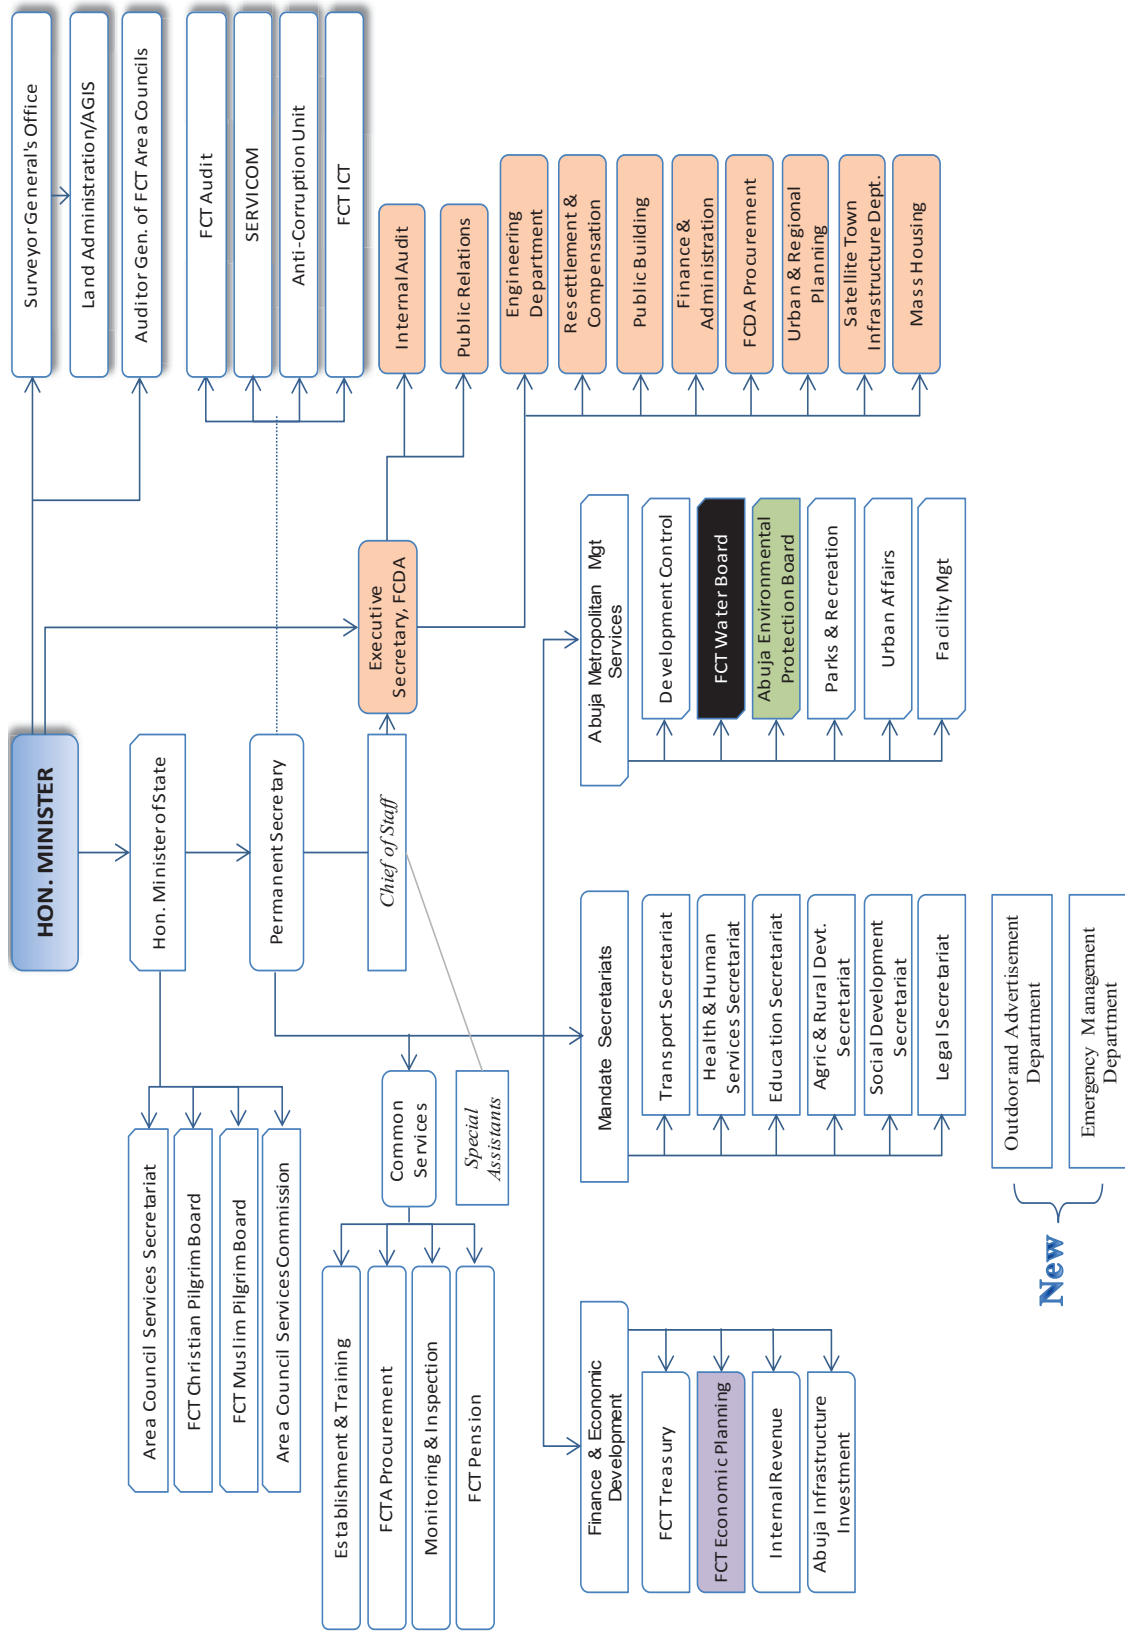 HON. MINISTER
Surveyor General's Office
Land Administration/AGIS
Auditor Gen. of FCT Area Councils
Hon. Minister of State
Permanent Secretary
FCT Audit
SERVICOM
Anti-Corruption Unit
FCT ICT
Area Council Services Secretariat
FCT Christian Pilgrim Board
FCT Muslim Pilgrim Board
Area Council Services Commission
Chief of Staff
Executive
Secretary, FCDA
Internal Audit
Public Relations
Common
Services
Special
Assistants
Establishment & Training
FCTA Procurement
Monitoring & Inspection
FCT Pension
Engineering
Department
Resettlement &
Compensation
Public Building
Finance &
Administration
FCDA Procurement
Urban & Regional
Planning
Satellite Town
Infrastructure Dept.
Mass Housing
Finance & Economic
Development
FCT Treasury
FCT Economic Planning
Internal Revenue
Abuja Infrastructure
Investment
Mandate Secretariats
Transport Secretariat
Health & Human
Services Secretariat
Education Secretariat
Agric & Rural Devt.
Secretariat
Social Development
Secretariat
Legal Secretariat
Abuja Metropolitan Mgt
Services
Development Control
FCT Water Board
Abuja Environmental
Protection Board
Parks & Recreation
Urban Affairs
Facility Mgt
New
Outdoor and Advertisement
Department
Emergency Management
Department